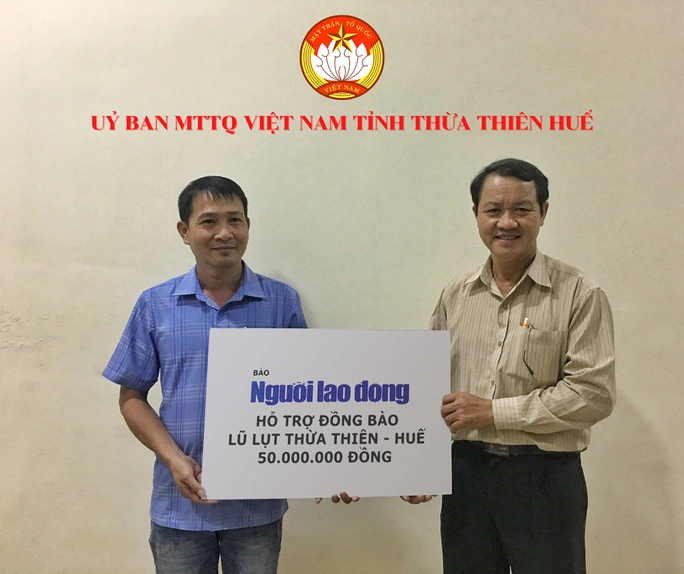 MẶT TRẬN TỔ QUỐC
VIỆT NAM
UỶ BAN MTTQ VIỆT NAM TỈNH THỪA THIÊN HUẾ
BÁO
Người lao động
HỖ TRỢ ĐỒNG BÀO
LŨ LỤT THỪA THIÊN - HUẾ
50.000.000 ĐỒNG